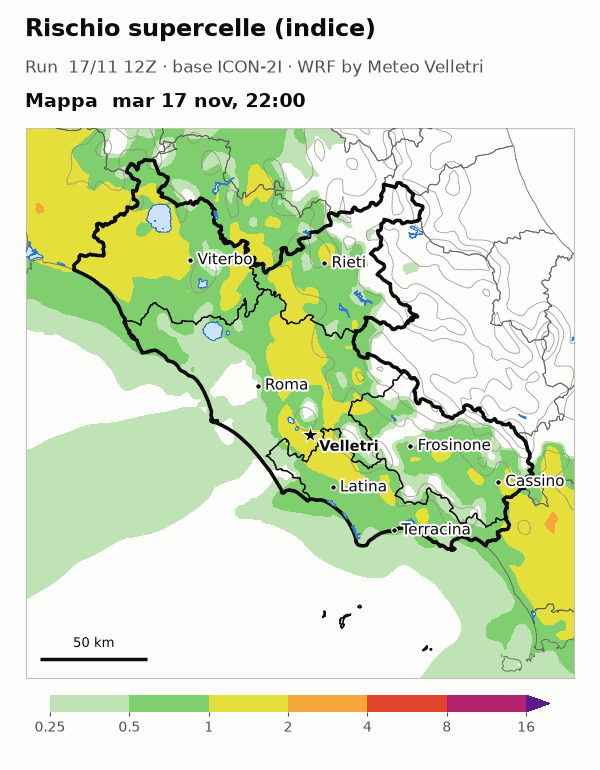 Rischio supercelle (indice)
Run  17/11 12Z · base ICON-2I · WRF by Meteo Velletri
Mappa  mar 17 nov, 22:00
Viterbo
Rieti
Roma
Velletri
Frosinone
Cassino
Latina
Terracina
50 km
0.25 0.5 1 2 4 8 16